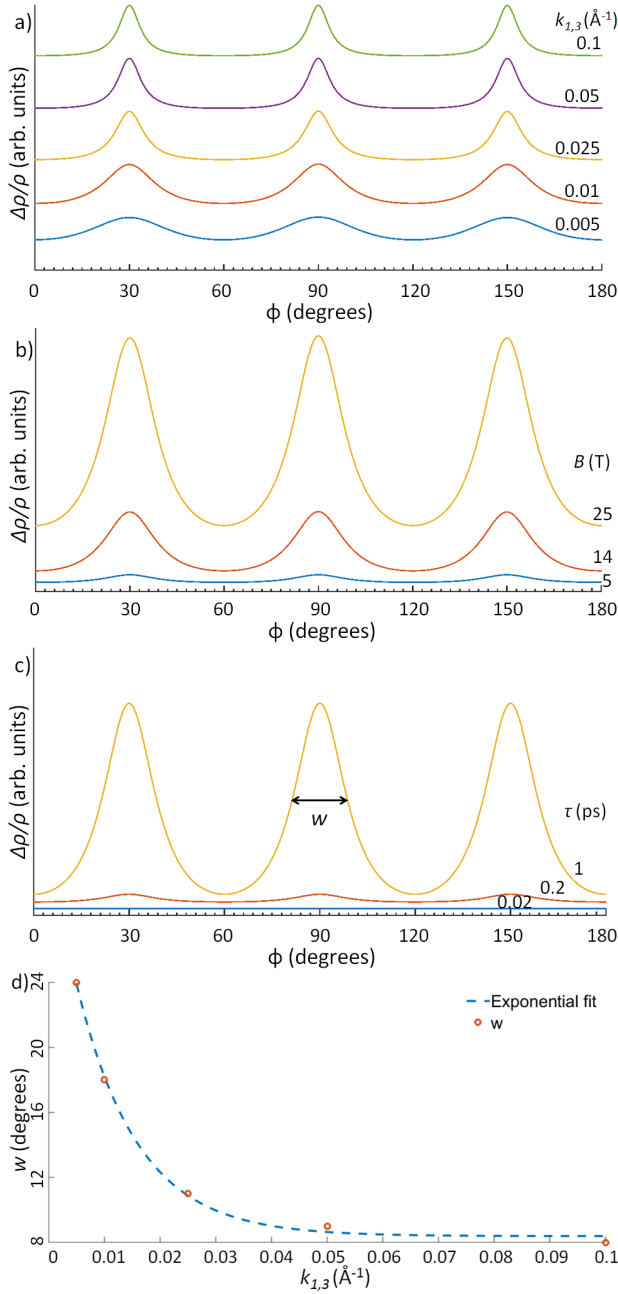 a)
k1,3 (Å-1)
0.1
0.05
0.025
0.01
0.005
Δρ/ρ (arb. units)
0 30 60 90 120 150 180
ϕ (degrees)
b)
B (T)
25
14
5
Δρ/ρ (arb. units)
0 30 60 90 120 150 180
ϕ (degrees)
c)
w
τ (ps)
1
0.2
0.02
Δρ/ρ (arb. units)
0 30 60 90 120 150 180
ϕ (degrees)
d)
24
20
16
12
8
w (degrees)
Exponential fit
w
0 0.01 0.02 0.03 0.04 0.05 0.06 0.07 0.08 0.09 0.1
k1,3 (Å-1)